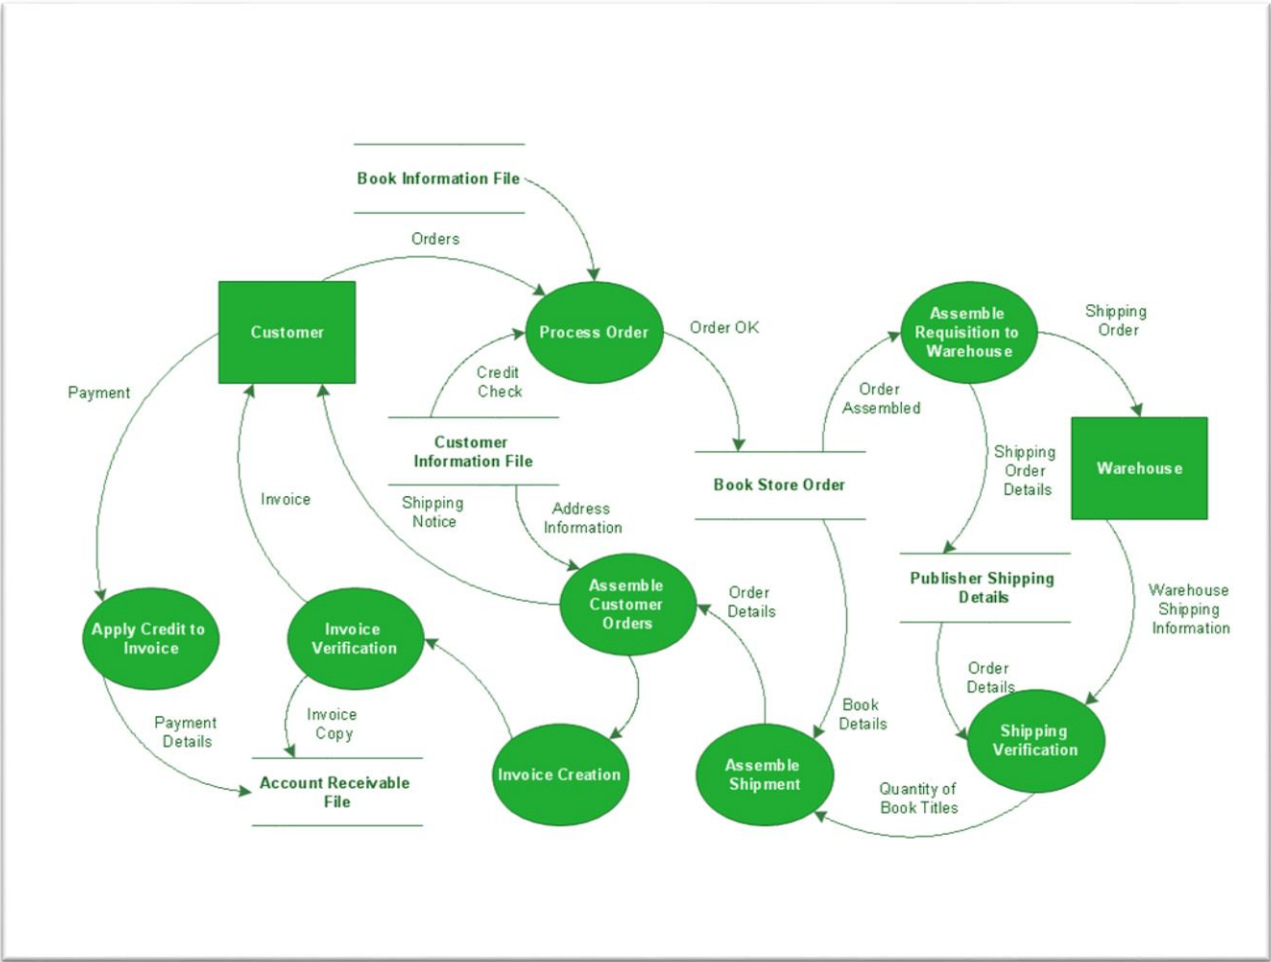 Book Information File
Orders
Customer
Process Order
Order OK
Assemble
Requisition to
Warehouse
Shipping
Order
Payment
Credit
Check
Order
Assembled
Customer
Information File
Shipping
Order
Details
Warehouse
Book Store Order
Invoice
Shipping
Notice
Address
Information
Publisher Shipping
Details
Warehouse
Shipping
Information
Assemble
Customer
Orders
Order
Details
Apply Credit to
Invoice
Invoice
Verification
Order
Details
Payment
Details
Invoice
Copy
Book
Details
Shipping
Verification
Account Receivable
File
Invoice Creation
Assemble
Shipment
Quantity of
Book Titles